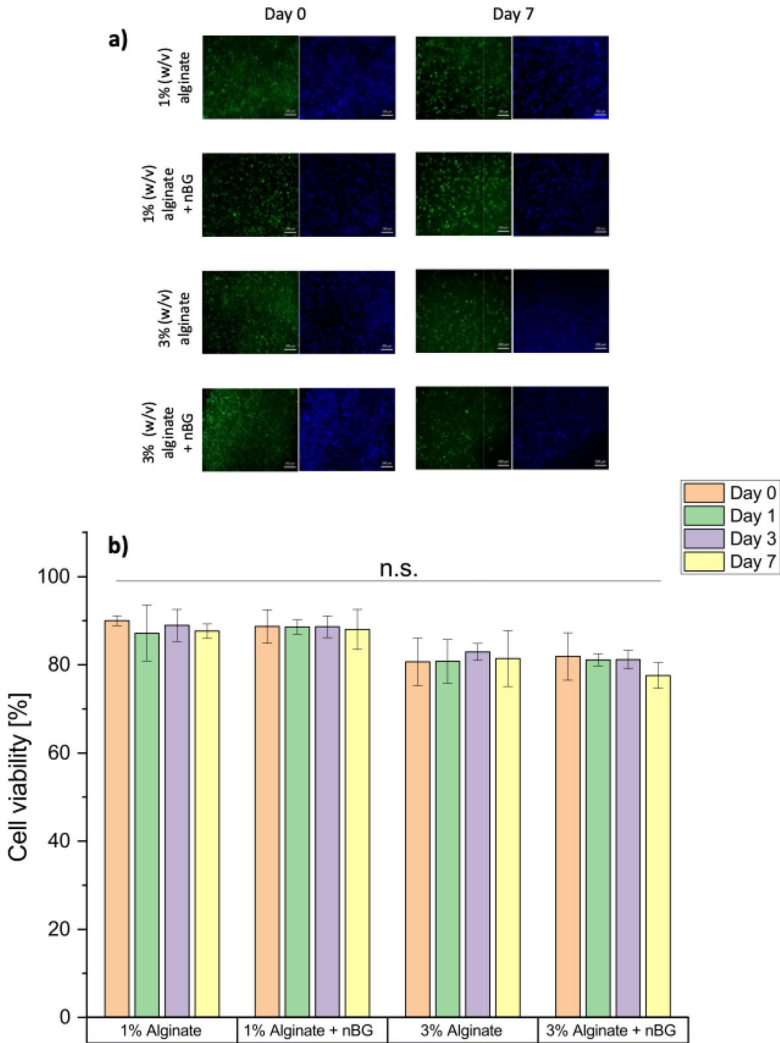 Day 0
Day 7
a)
1% (w/v)
alginate
1% (w/v)
alginate
+ nBG
3% (w/v)
alginate
3% (w/v)
alginate
+ nBG
Day 0
Day 1
Day 3
Day 7
b)
n.s.
100
80
60
40
20
0
Cell viability [%]
1% Alginate
1% Alginate + nBG
3% Alginate
3% Alginate + nBG